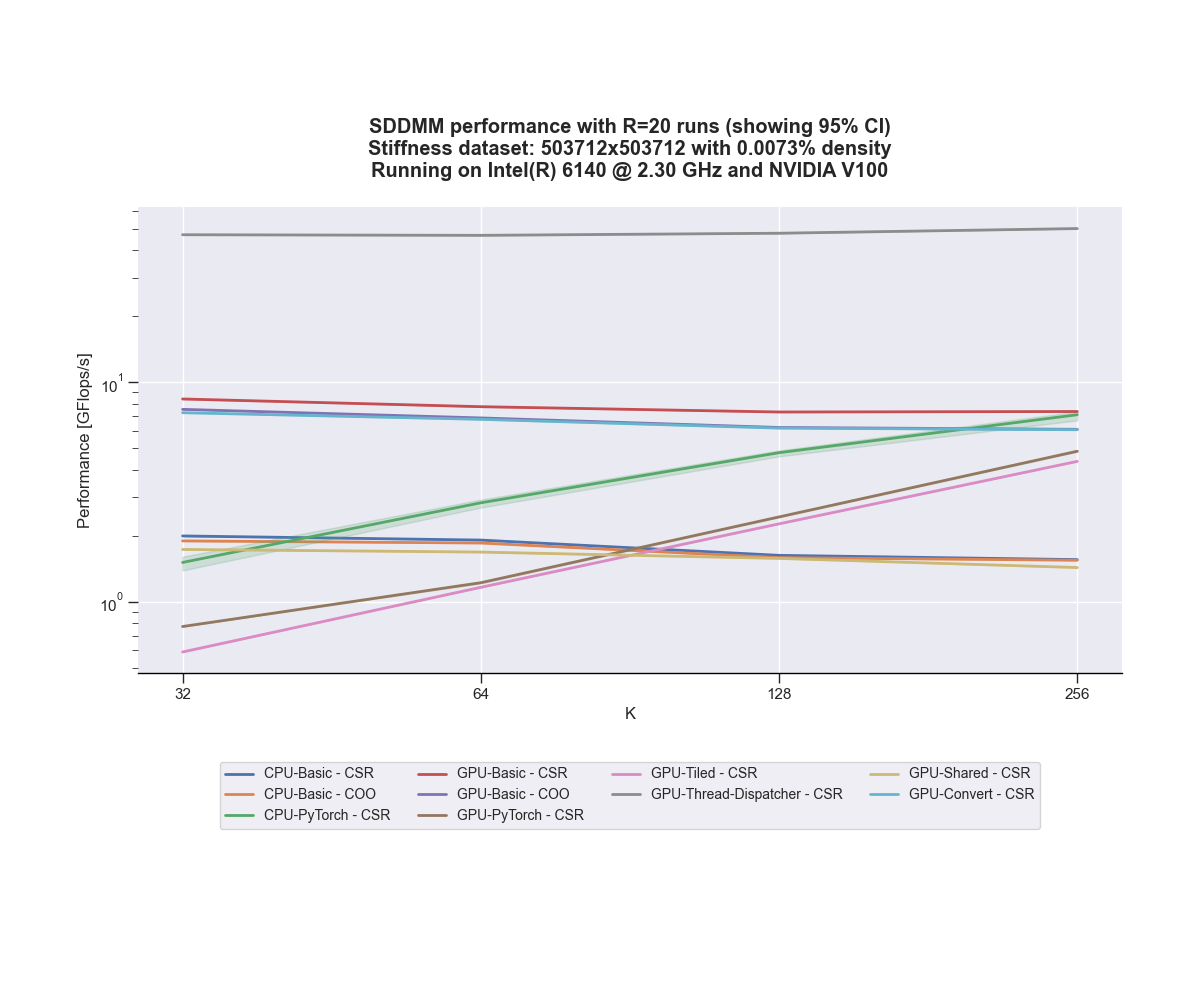 SDDMM performance with R=20 runs (showing 95% CI)
Stiffness dataset: 503712x503712 with 0.0073% density
Running on Intel(R) 6140 @ 2.30 GHz and NVIDIA V100
Performance [GFlops/s]
10¹
10⁰
32 64 128 256
K
CPU-Basic - CSR GPU-Basic - CSR GPU-Tiled - CSR GPU-Shared - CSR
CPU-Basic - COO GPU-Basic - COO GPU-Thread-Dispatcher - CSR GPU-Convert - CSR
CPU-PyTorch - CSR GPU-PyTorch - CSR